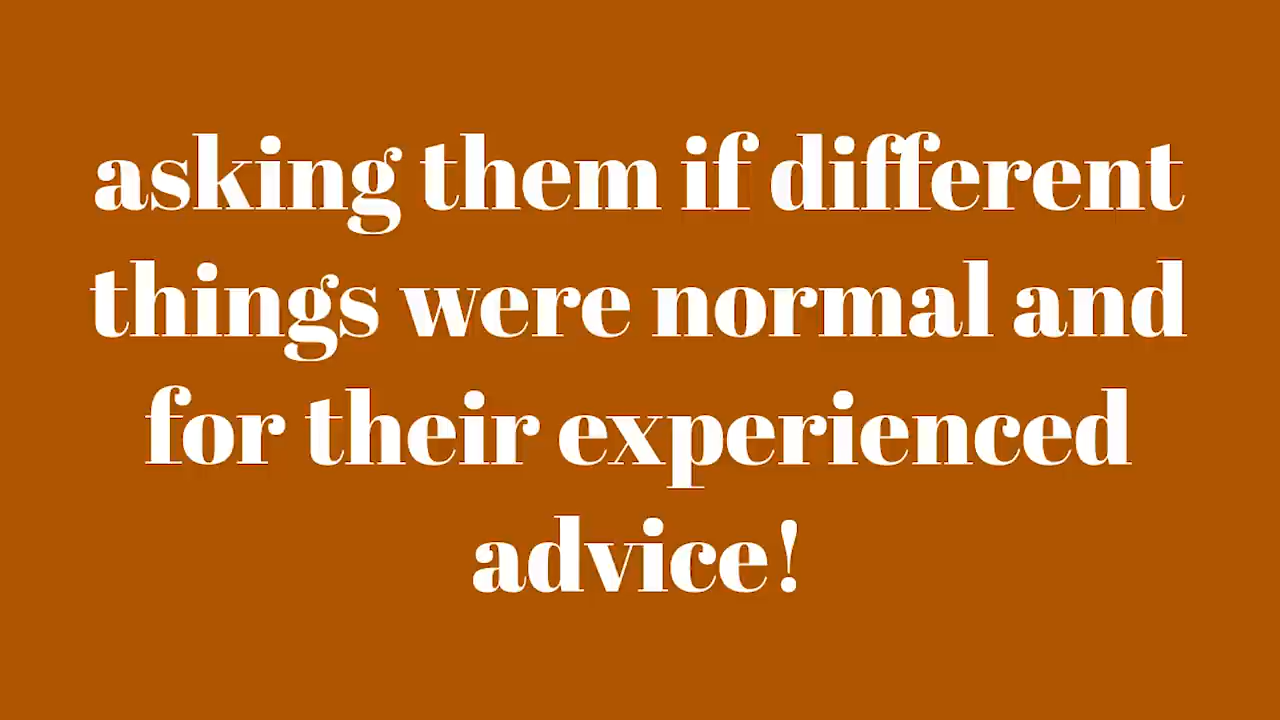 asking them if different
things were normal and
for their experienced
advice!